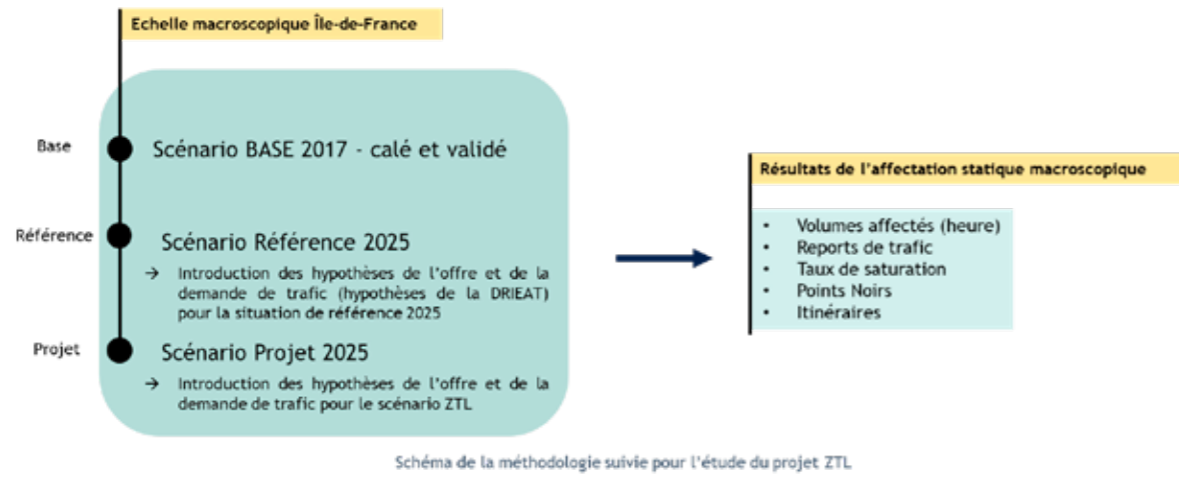 Echelle macroscopique Île-de-France
Base
Scénario BASE 2017 - calé et validé
Référence
Scénario Référence 2025
→ Introduction des hypothèses de l'offre et de la
demande de trafic (hypothèses de la DRIEAT)
pour la situation de référence 2025
Projet
Scénario Projet 2025
→ Introduction des hypothèses de l'offre et de la
demande de trafic pour le scénario ZTL
Résultats de l'affectation statique macroscopique
• Volumes affectés (heure)
• Reports de trafic
• Taux de saturation
• Points Noirs
• Itinéraires
Schéma de la méthodologie suivie pour l'étude du projet ZTL